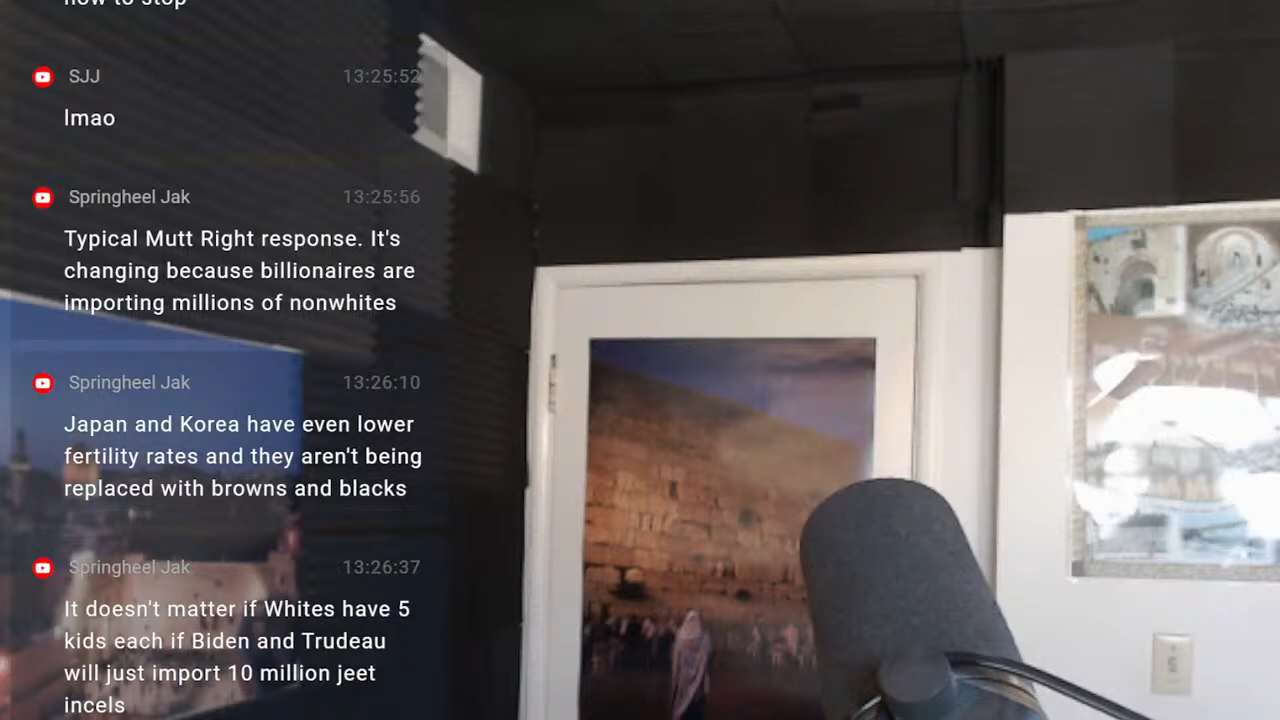 how to stop
SJJ 13:25:52
lmao
Springheel Jak 13:25:56
Typical Mutt Right response. It's
changing because billionaires are
importing millions of nonwhites
Springheel Jak 13:26:10
Japan and Korea have even lower
fertility rates and they aren't being
replaced with browns and blacks
Springheel Jak 13:26:37
It doesn't matter if Whites have 5
kids each if Biden and Trudeau
will just import 10 million jeet
incels